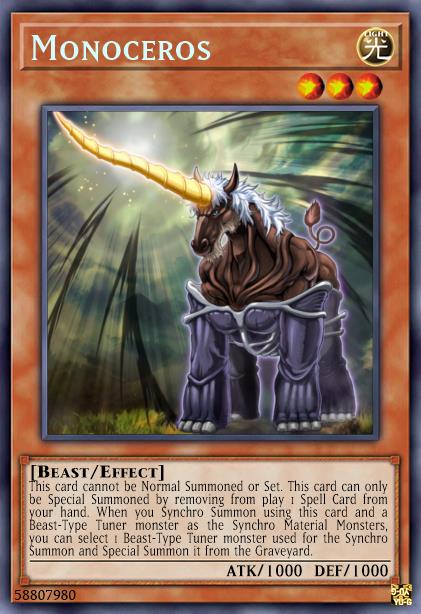 Monoceros
LIGHT
光
[Beast/Effect]
This card cannot be Normal Summoned or Set. This card can only
be Special Summoned by removing from play 1 Spell Card from
your hand. When you Synchro Summon using this card and a
Beast-Type Tuner monster as the Synchro Material Monsters,
you can select 1 Beast-Type Tuner monster used for the Synchro
Summon and Special Summon it from the Graveyard.
ATK/1000 DEF/1000
58807980